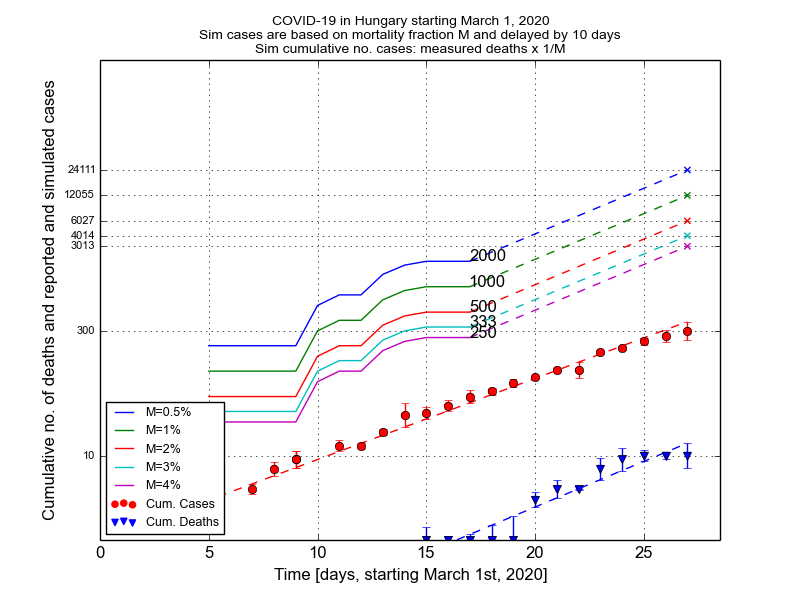 COVID-19 in Hungary starting March 1, 2020
Sim cases are based on mortality fraction M and delayed by 10 days
Sim cumulative no. cases: measured deaths x 1/M
Cumulative no. of deaths and reported and simulated cases
24111
12055
6027
4014
3013
300
10
2000
1000
500
333
250
M=0.5%
M=1%
M=2%
M=3%
M=4%
Cum. Cases
Cum. Deaths
0 5 10 15 20 25
Time [days, starting March 1st, 2020]